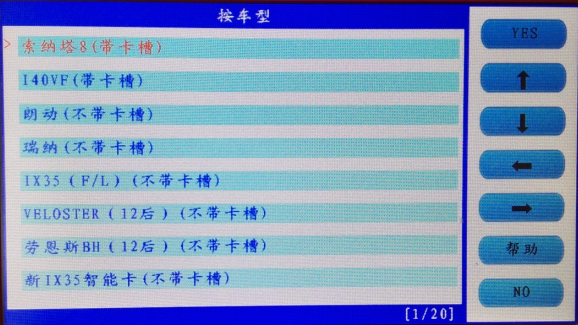 按车型
> 索纳塔8(带卡槽)
I40VF(带卡槽)
朗动(不带卡槽)
瑞纳(不带卡槽)
IX35(F/L)(不带卡槽)
VELOSTER(12后)(不带卡槽)
劳恩斯BH(12后)(不带卡槽)
新IX35智能卡(不带卡槽)
[1/20]
YES
↑
↓
←
→
帮助
NO